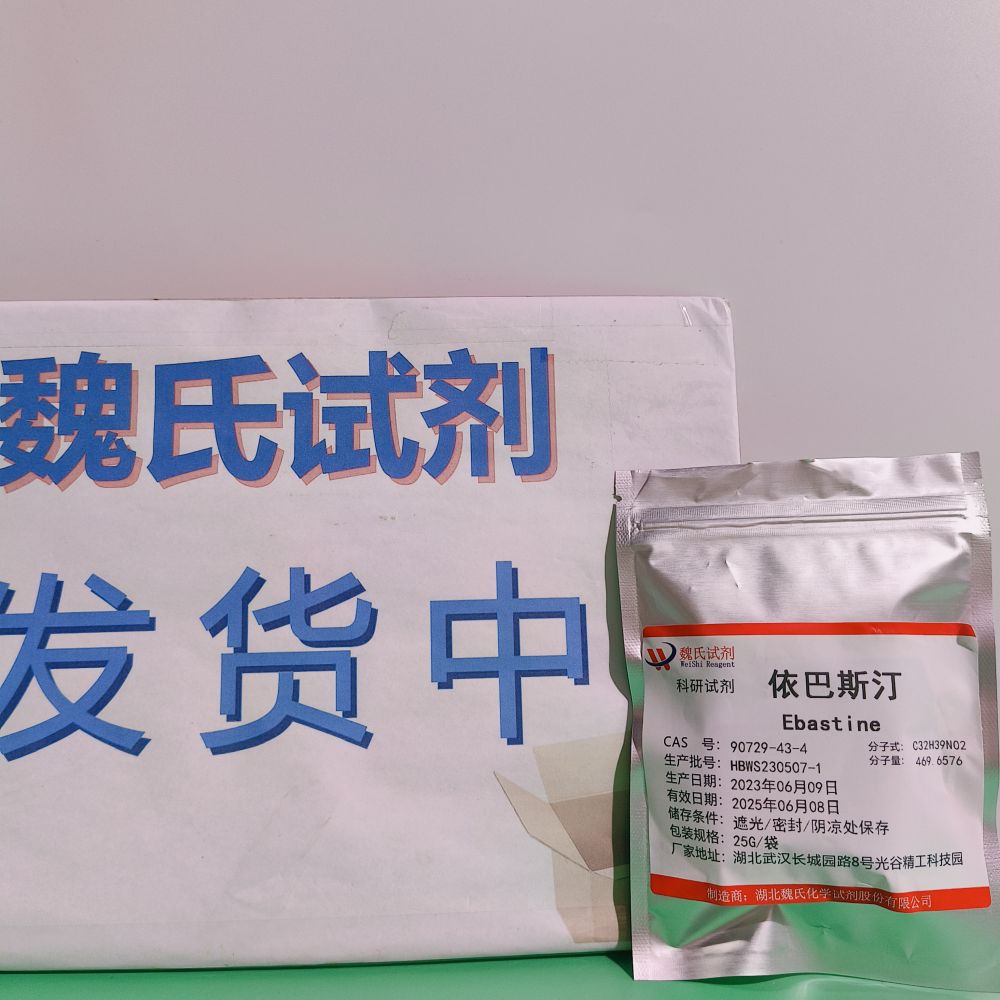 魏氏试剂
发货中
魏氏试剂
WeiShi Reagent
科研试剂
依巴斯汀
Ebastine
CAS 号: 90729-43-4
分子式: C32H39NO2
生产批号: HBWS230507-1
分子量: 469.6576
生产日期: 2023年06月09日
有效日期: 2025年06月08日
储存条件: 遮光/密封/阴凉处保存
包装规格: 25G/袋
厂家地址: 湖北武汉长城园路8号光谷精工科技园
制造商: 湖北魏氏化学试剂股份有限公司